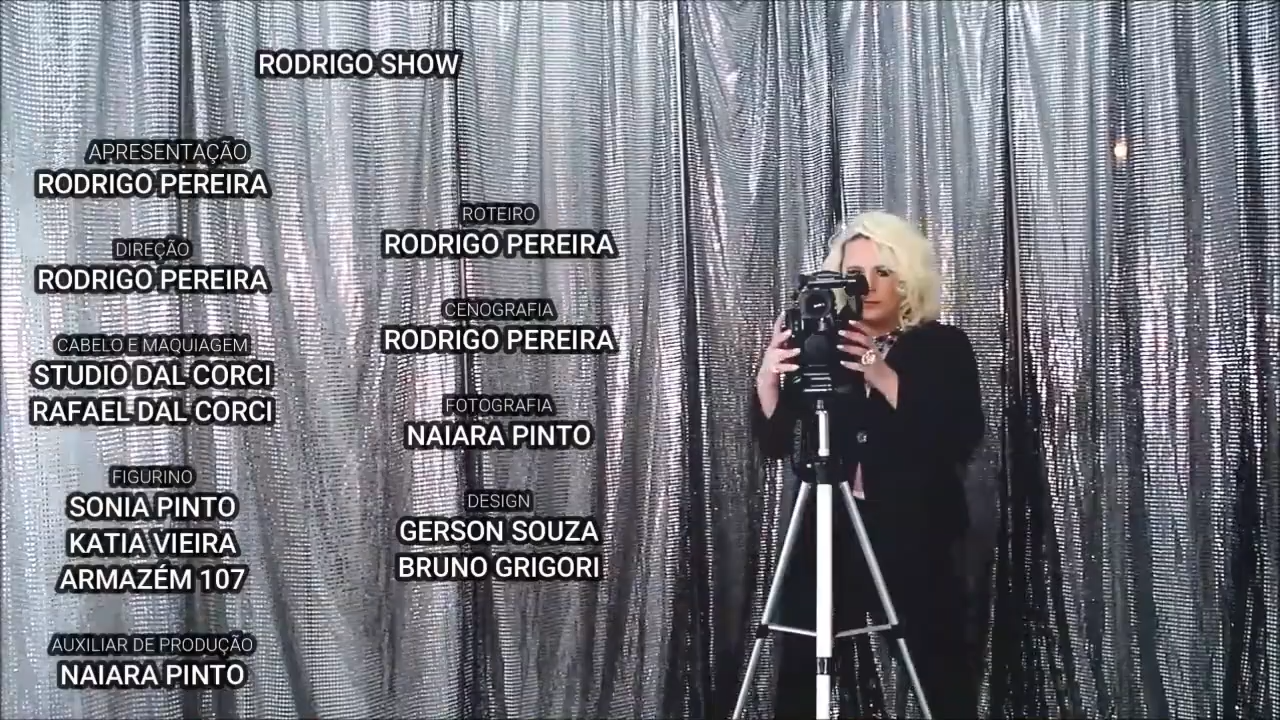 RODRIGO SHOW
APRESENTAÇÃO
RODRIGO PEREIRA
DIREÇÃO
RODRIGO PEREIRA
CABELO E MAQUIAGEM
STUDIO DAL CORCI
RAFAEL DAL CORCI
FIGURINO
SONIA PINTO
KATIA VIEIRA
ARMAZÉM 107
AUXILIAR DE PRODUÇÃO
NAIARA PINTO
ROTEIRO
RODRIGO PEREIRA
CENOGRAFIA
RODRIGO PEREIRA
FOTOGRAFIA
NAIARA PINTO
DESIGN
GERSON SOUZA
BRUNO GRIGORI